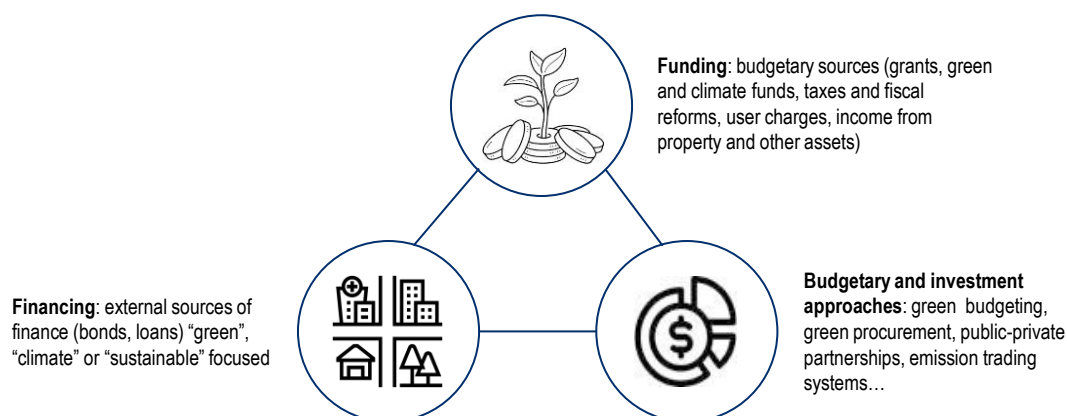 Funding: budgetary sources (grants, green
and climate funds, taxes and fiscal
reforms, user charges, income from
property and other assets)
Financing: external sources of
finance (bonds, loans) “green”,
“climate” or “sustainable” focused
Budgetary and investment
approaches: green budgeting,
green procurement, public-private
partnerships, emission trading
systems…
$